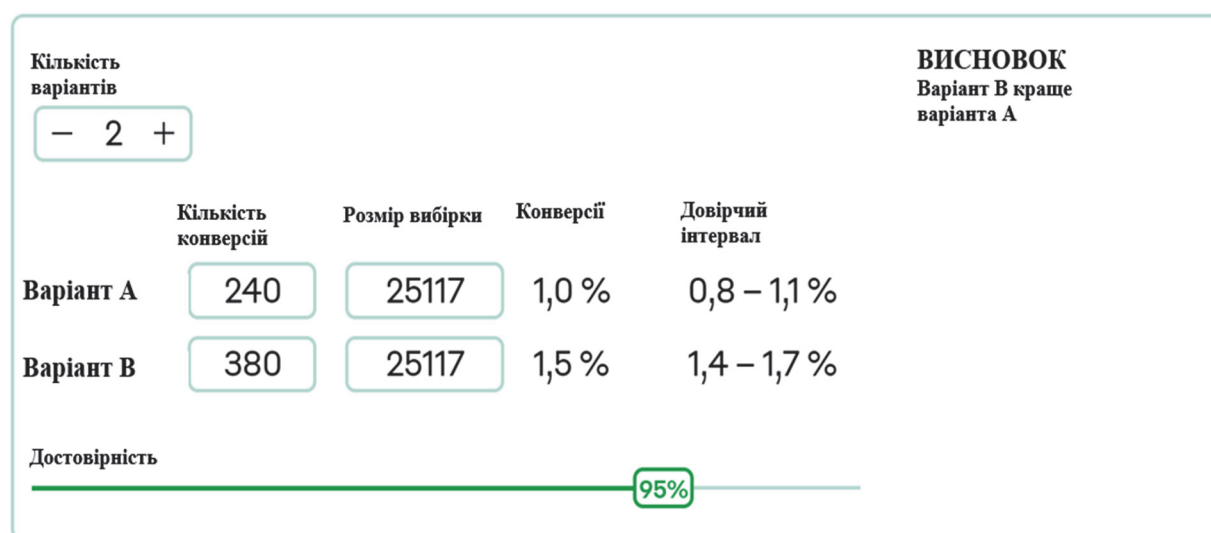 Кількість
варіантів
− 2 +
ВИСНОВОК
Варіант В краще
варіанта А
Кількість
конверсій
Розмір вибірки
Конверсії
Довірчий
інтервал
Варіант А 240 25117 1,0 % 0,8 – 1,1 %
Варіант В 380 25117 1,5 % 1,4 – 1,7 %
Достовірність
95%